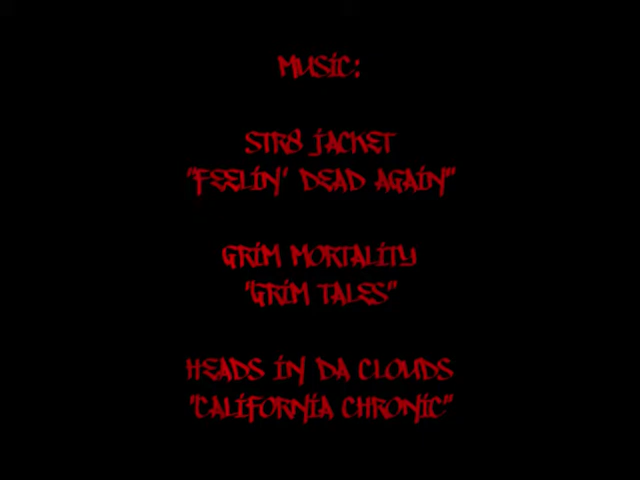 MUSIC:
STR8 JACKET
"FEELIN' DEAD AGAIN"
GRIM MORTALITY
"GRIM TALES"
HEADS IN DA CLOUDS
"CALIFORNIA CHRONIC"